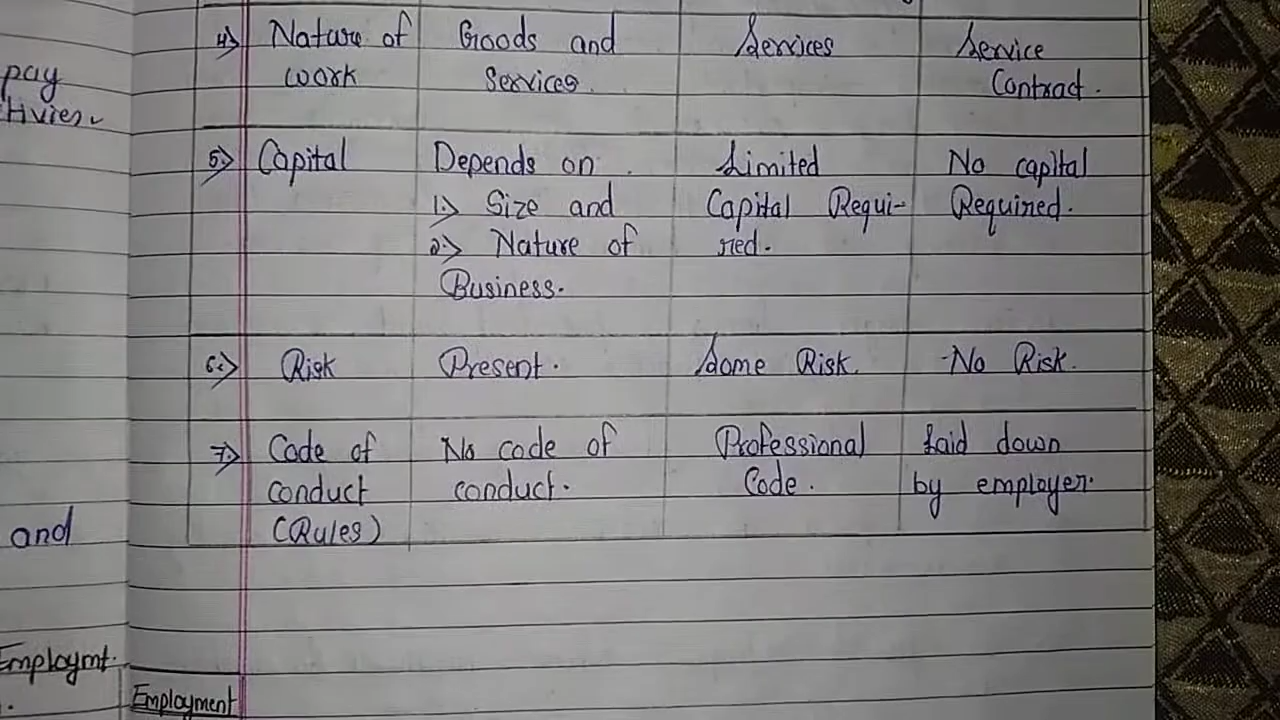 pay
4> Nature of Goods and Services Service
work Services. Contract.
5> Capital Depends on. Limited No capital
1> Size and Capital Requi- Required.
2> Nature of red.
Business.
6> Risk Present. Some Risk. No Risk.
7> Code of No code of Professional Laid down
conduct conduct. Code. by employer.
(Rules)
and
Employmt.
Employment